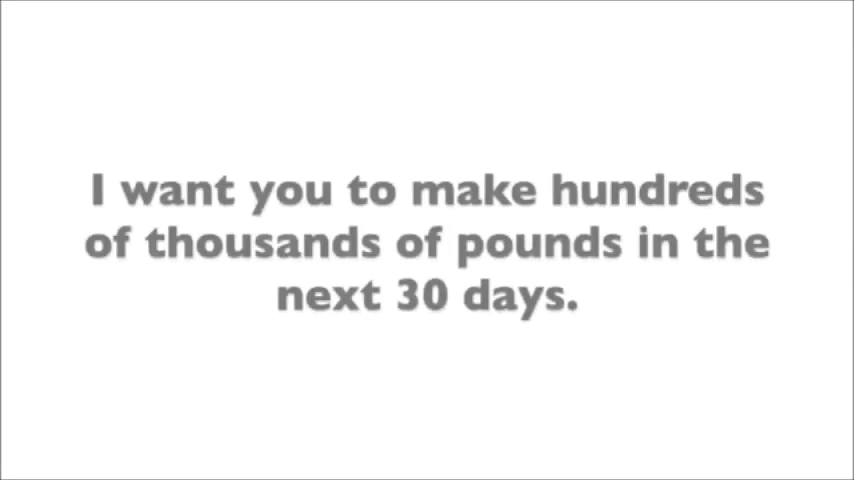 I want you to make hundreds
of thousands of pounds in the
next 30 days.